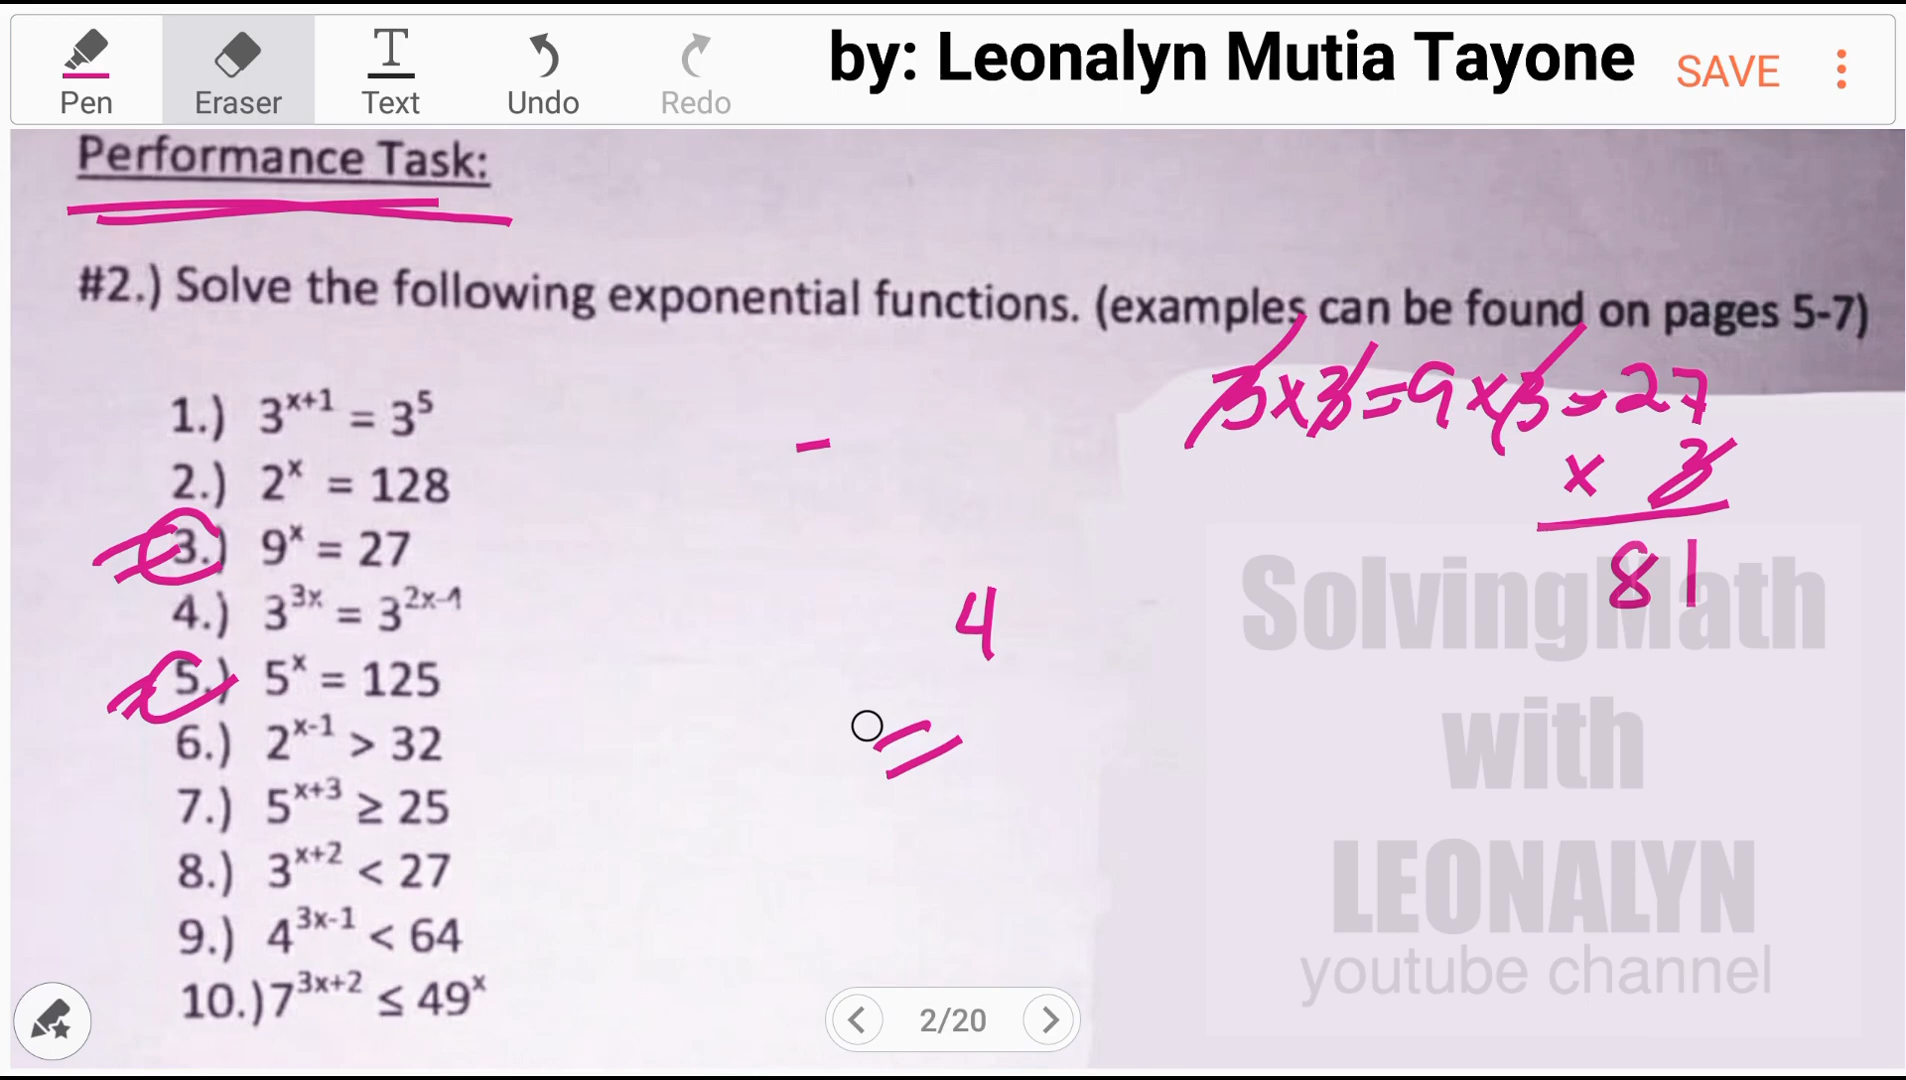 by: Leonalyn Mutia Tayone
SAVE
Pen
Eraser
Text
Undo
Redo
Performance Task:
#2.) Solve the following exponential functions. (examples can be found on pages 5-7)
1.) 3^(x+1) = 3^5
2.) 2^x = 128
3.) 9^x = 27
4.) 3^(3x) = 3^(2x-1)
5.) 5^x = 125
6.) 2^(x-1) > 32
7.) 5^(x+3) ≥ 25
8.) 3^(x+2) < 27
9.) 4^(3x-1) < 64
10.) 7^(3x+2) ≤ 49^x
3x3=9x3=27
x 3
81
4
SolvingMath
with
LEONALYN
youtube channel
2/20